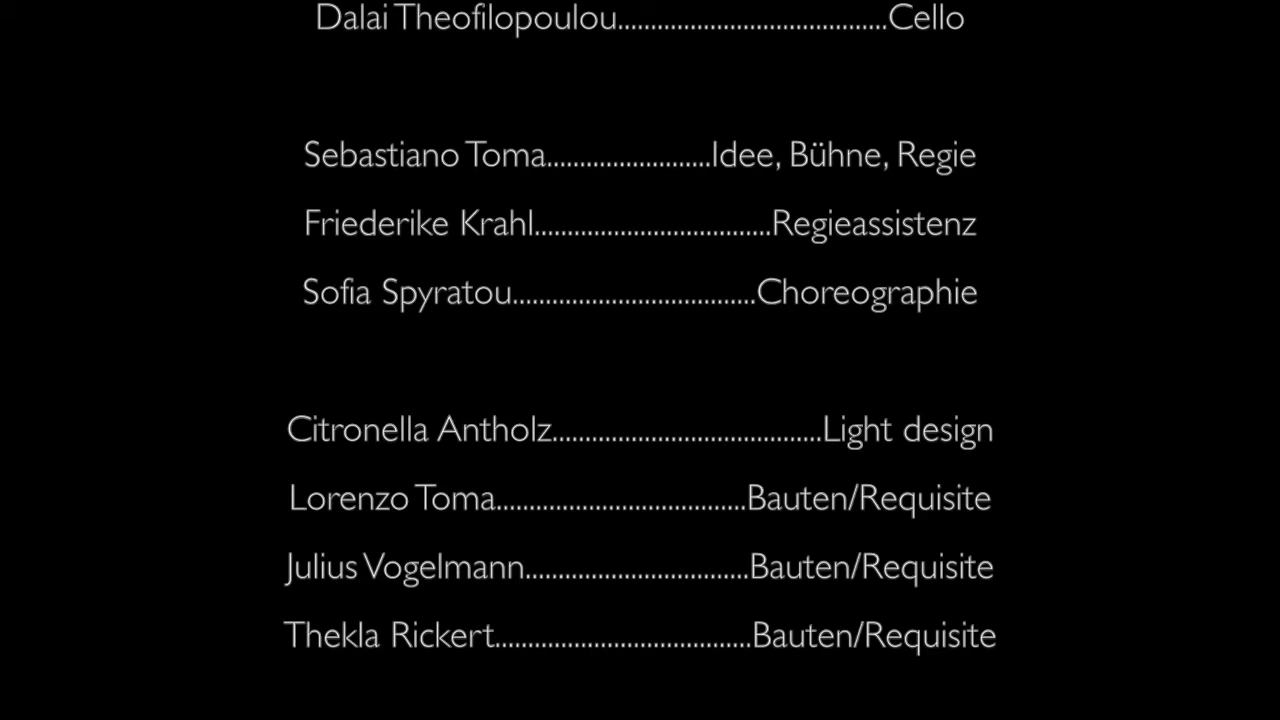 Dalai Theofilopoulou.........................................Cello
Sebastiano Toma.........................Idee, Bühne, Regie
Friederike Krahl....................................Regieassistenz
Sofia Spyratou.....................................Choreographie
Citronella Antholz.........................................Light design
Lorenzo Toma......................................Bauten/Requisite
Julius Vogelmann..................................Bauten/Requisite
Thekla Rickert.......................................Bauten/Requisite